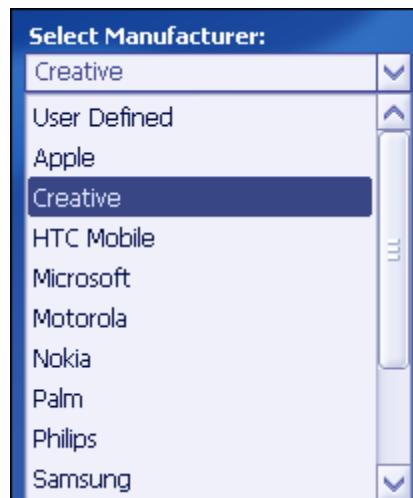 Select Manufacturer:
Creative
User Defined
Apple
Creative
HTC Mobile
Microsoft
Motorola
Nokia
Palm
Philips
Samsung